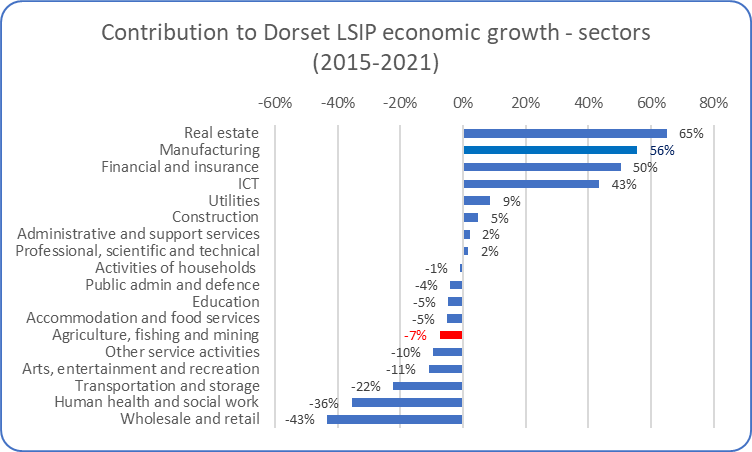 Contribution to Dorset LSIP economic growth - sectors
(2015-2021)
-60% -40% -20% 0% 20% 40% 60% 80%
Real estate 65%
Manufacturing 56%
Financial and insurance 50%
ICT 43%
Utilities 9%
Construction 5%
Administrative and support services 2%
Professional, scientific and technical 2%
Activities of households -1%
Public admin and defence -4%
Education -5%
Accommodation and food services -5%
Agriculture, fishing and mining -7%
Other service activities -10%
Arts, entertainment and recreation -11%
Transportation and storage -22%
Human health and social work -36%
Wholesale and retail -43%